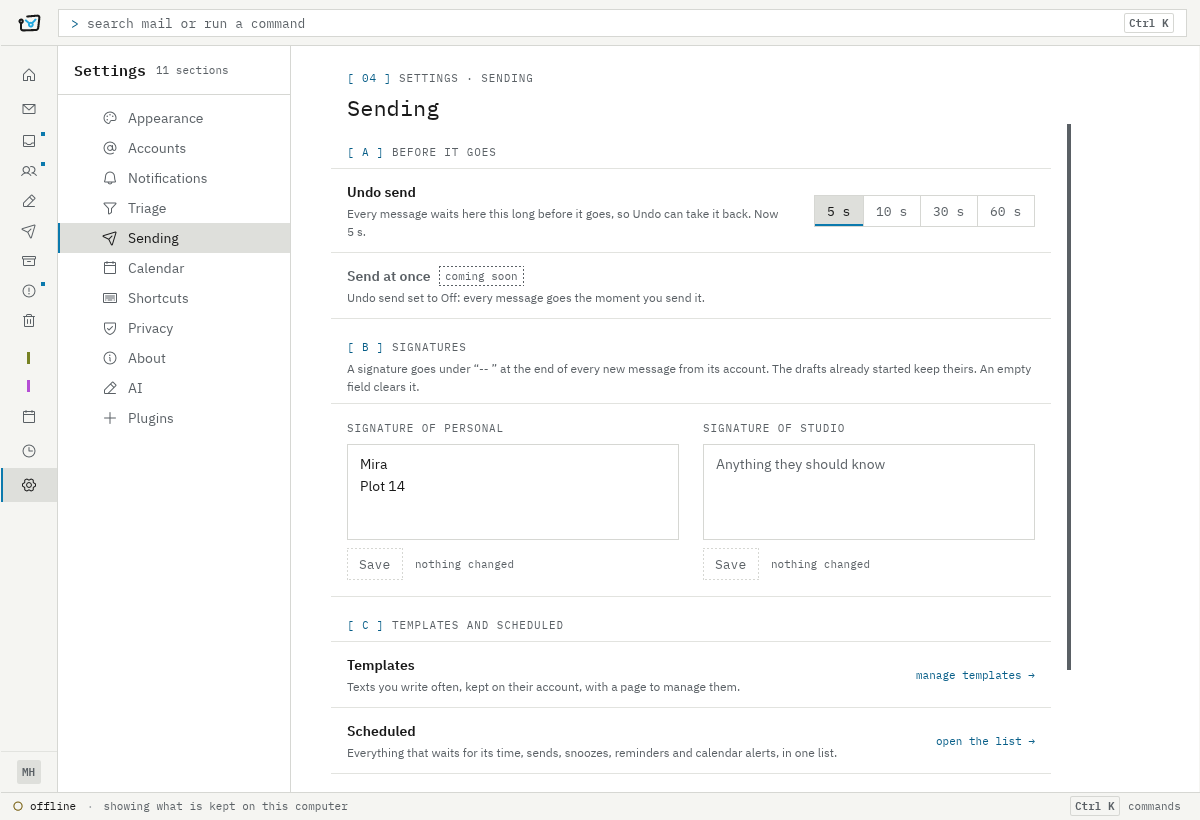 > search mail or run a command
Ctrl K
Settings 11 sections
Appearance
Accounts
Notifications
Triage
Sending
Calendar
Shortcuts
Privacy
About
AI
Plugins
MH
[ 04 ] SETTINGS · SENDING
Sending
[ A ] BEFORE IT GOES
Undo send
Every message waits here this long before it goes, so Undo can take it back. Now
5 s.
5 s 10 s 30 s 60 s
Send at once coming soon
Undo send set to Off: every message goes the moment you send it.
[ B ] SIGNATURES
A signature goes under “-- ” at the end of every new message from its account. The drafts already started keep theirs. An empty
field clears it.
SIGNATURE OF PERSONAL
Mira
Plot 14
Save nothing changed
SIGNATURE OF STUDIO
Anything they should know
Save nothing changed
[ C ] TEMPLATES AND SCHEDULED
Templates
Texts you write often, kept on their account, with a page to manage them.
manage templates →
Scheduled
Everything that waits for its time, sends, snoozes, reminders and calendar alerts, in one list.
open the list →
offline · showing what is kept on this computer
Ctrl K commands